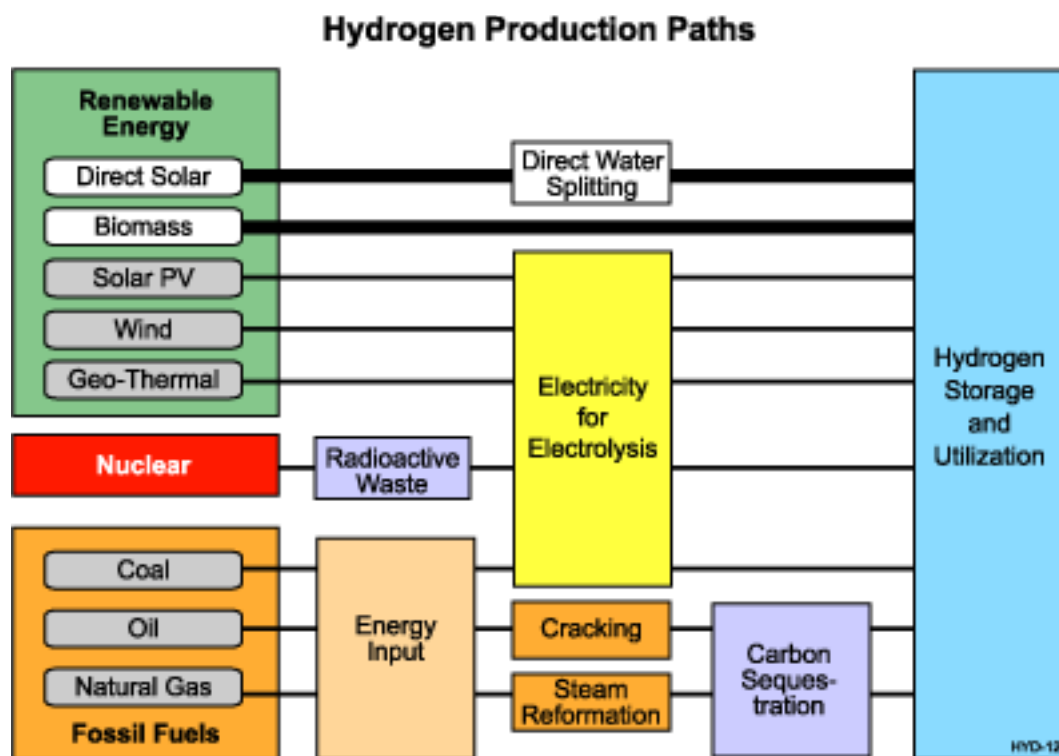 Hydrogen Production Paths
Renewable
Energy
Direct Solar
Biomass
Solar PV
Wind
Geo-Thermal
Nuclear
Coal
Oil
Natural Gas
Fossil Fuels
Radioactive
Waste
Energy
Input
Direct Water
Splitting
Electricity
for
Electrolysis
Cracking
Steam
Reformation
Carbon
Seques-
tration
Hydrogen
Storage
and
Utilization
HYD-12